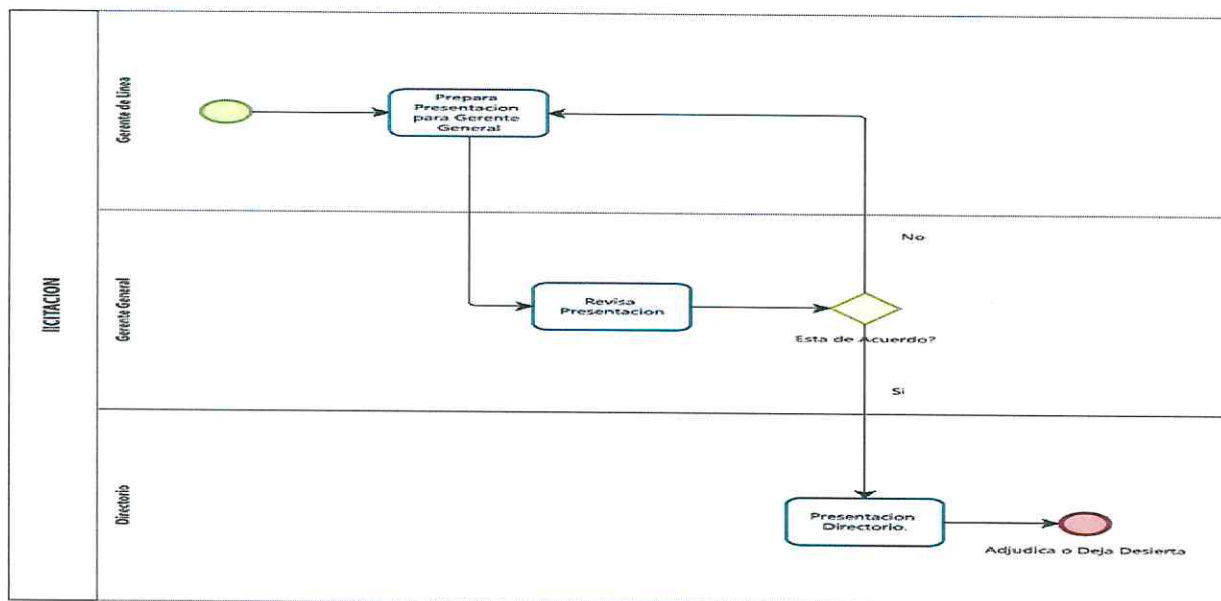 lICITACION
Gerente de Linea
Prepara
Presentacion
para Gerente
General
No
Gerente General
Revisa
Presentacion
Esta de Acuerdo?
Si
Directorio
Presentacion
Directorio.
Adjudica o Deja Desierta